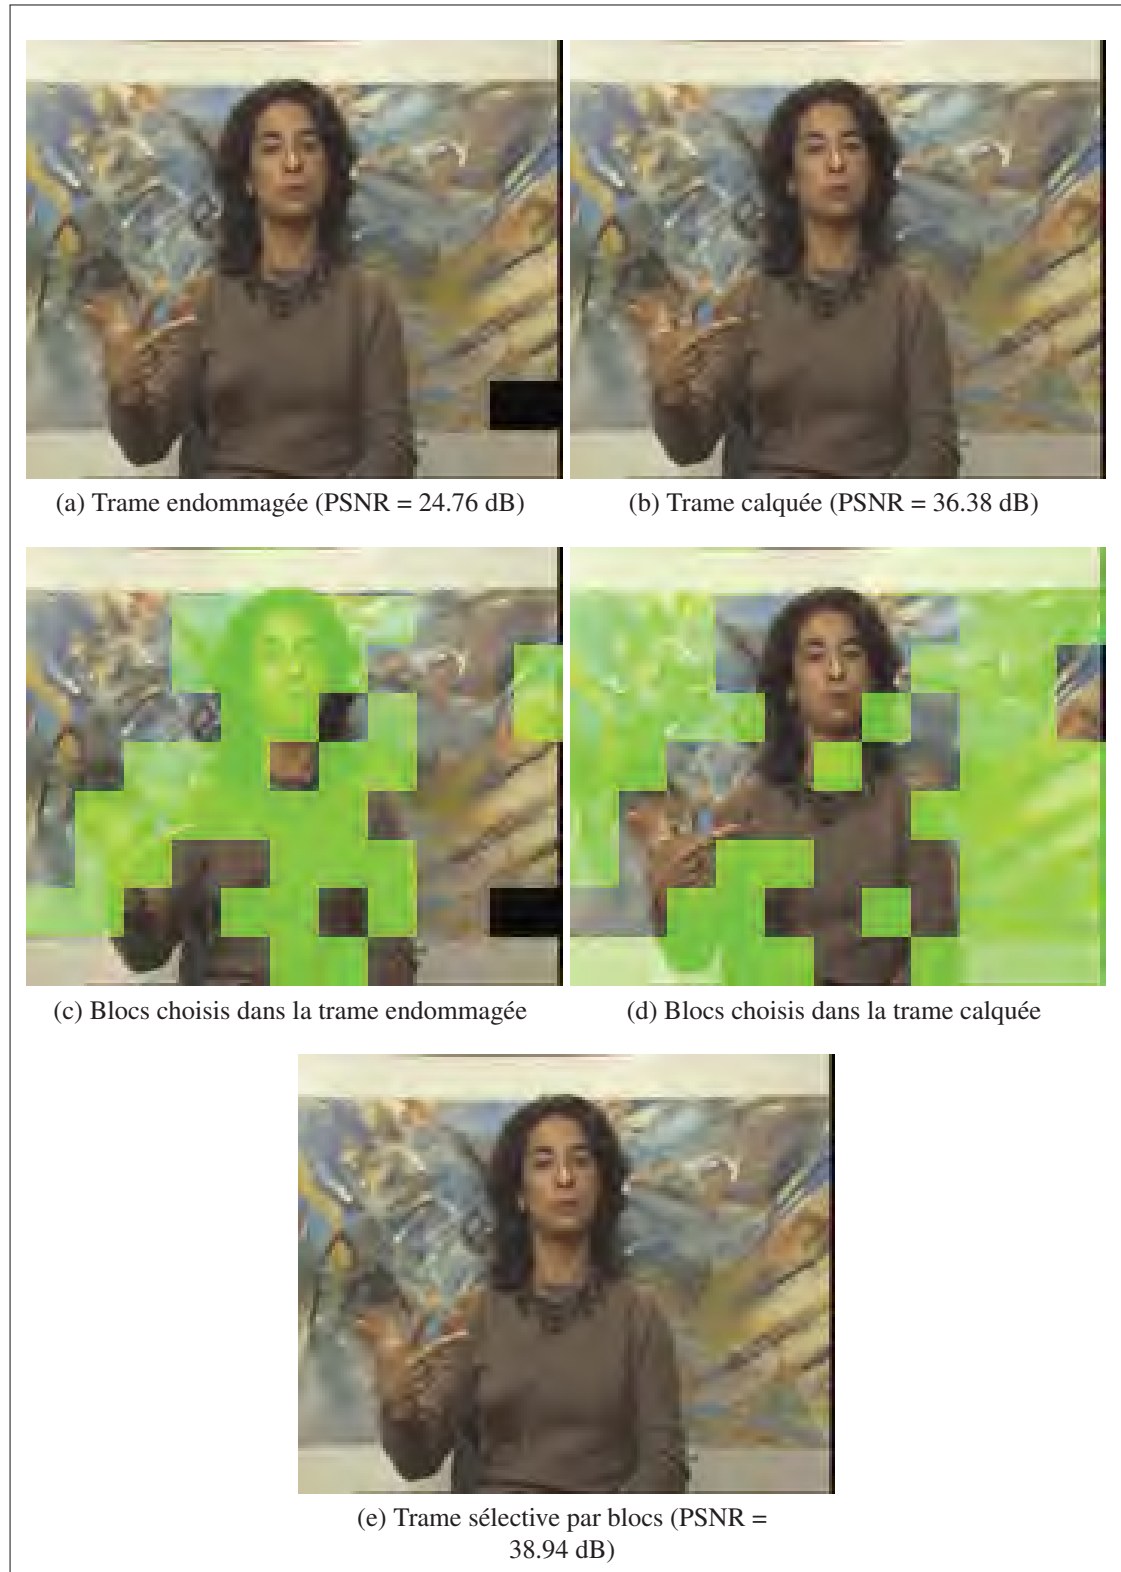 (a) Trame endommagée (PSNR = 24.76 dB)
(b) Trame calquée (PSNR = 36.38 dB)
(c) Blocs choisis dans la trame endommagée
(d) Blocs choisis dans la trame calquée
(e) Trame sélective par blocs (PSNR =
38.94 dB)